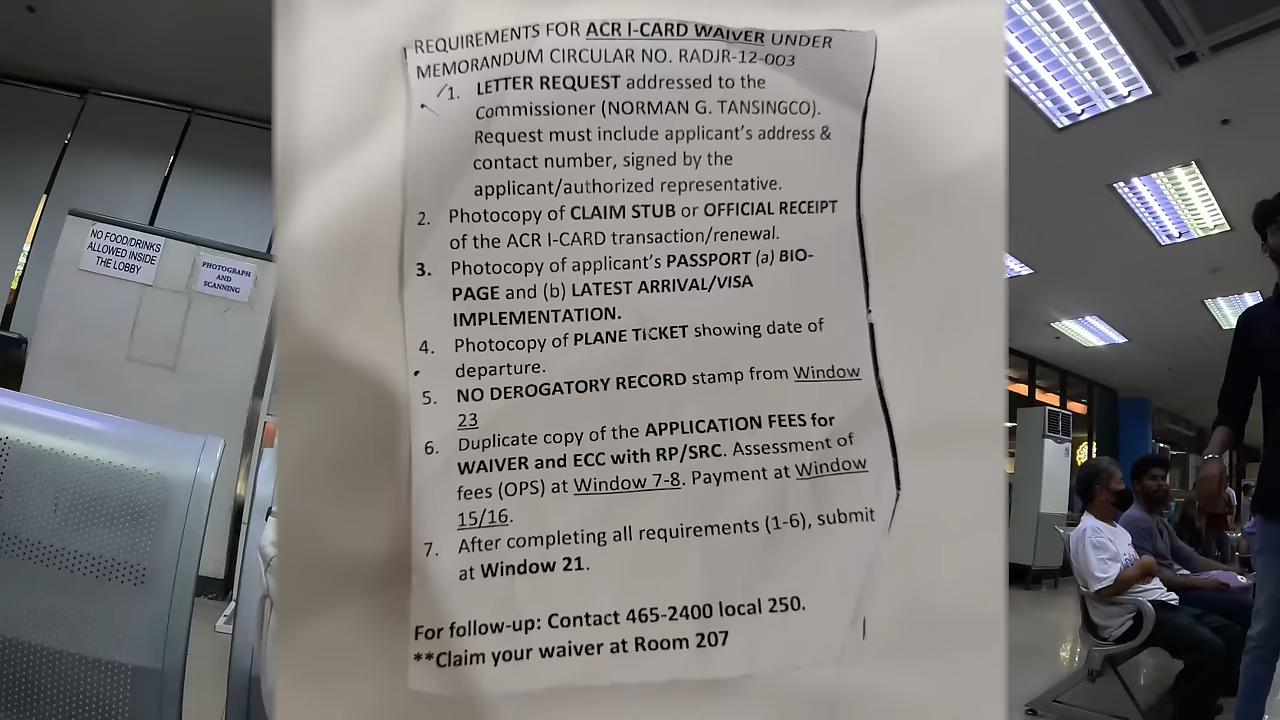 NO FOOD/DRINKS
ALLOWED INSIDE
THE LOBBY
PHOTOGRAPH
AND
SCANNING
REQUIREMENTS FOR ACR I-CARD WAIVER UNDER
MEMORANDUM CIRCULAR NO. RADJR-12-003
1. LETTER REQUEST addressed to the
Commissioner (NORMAN G. TANSINGCO).
Request must include applicant's address &
contact number, signed by the
applicant/authorized representative.
2. Photocopy of CLAIM STUB or OFFICIAL RECEIPT
of the ACR I-CARD transaction/renewal.
3. Photocopy of applicant's PASSPORT (a) BIO-
PAGE and (b) LATEST ARRIVAL/VISA
IMPLEMENTATION.
4. Photocopy of PLANE TICKET showing date of
departure.
5. NO DEROGATORY RECORD stamp from Window
23
6. Duplicate copy of the APPLICATION FEES for
WAIVER and ECC with RP/SRC. Assessment of
fees (OPS) at Window 7-8. Payment at Window
15/16.
7. After completing all requirements (1-6), submit
at Window 21.
For follow-up: Contact 465-2400 local 250.
**Claim your waiver at Room 207